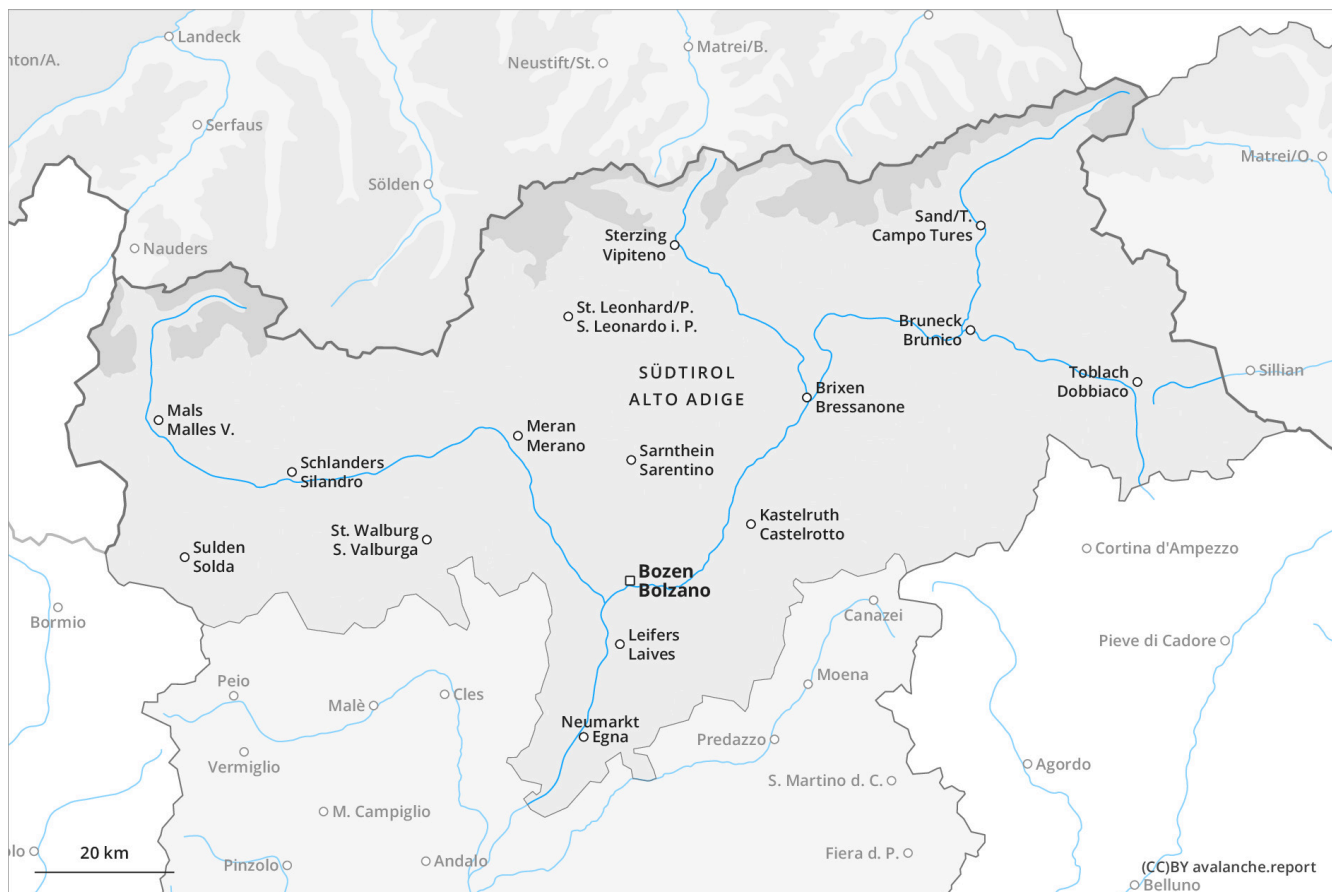 Landeck
nton/A.
Matrei/B.
Neustift/St.
Serfaus
Matrei/O.
Sölden
Sand/T.
Campo Tures
Sterzing
Vipiteno
Nauders
St. Leonhard/P.
S. Leonardo i. P.
Bruneck
Brunico
SÜDTIROL
ALTO ADIGE
Toblach
Dobbiaco
Sillian
Brixen
Bressanone
Mals
Malles V.
Meran
Merano
Sarnthein
Sarentino
Schlanders
Silandro
Kastelruth
Castelrotto
St. Walburg
S. Valburga
Sulden
Solda
Cortina d'Ampezzo
Bozen
Bolzano
Bormio
Canazei
Leifers
Laives
Pieve di Cadore
Peio
Moena
Malè
Cles
Neumarkt
Egna
Predazzo
Vermiglio
Agordo
S. Martino d. C.
M. Campiglio
olo
20 km
Pinzolo
Andalo
Fiera d. P.
(CC)BY avalanche.report
Belluno